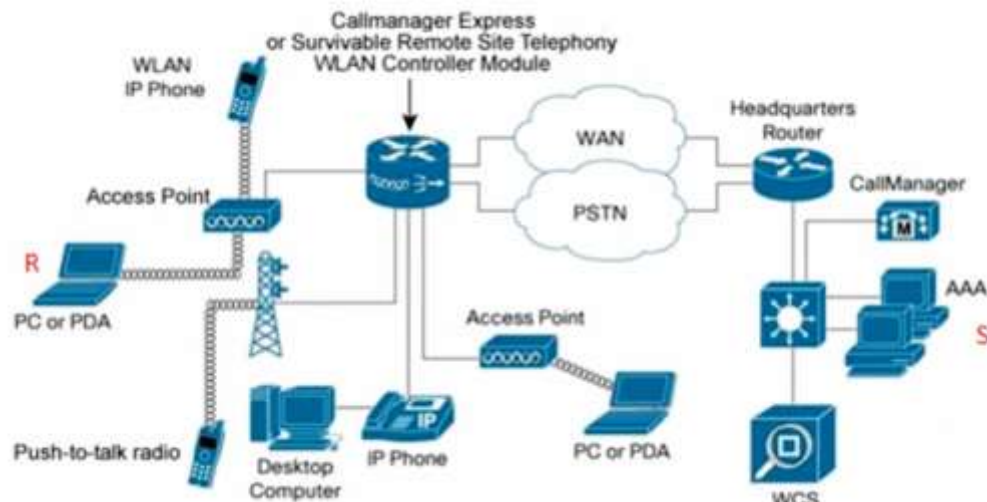 Callmanager Express
or Survivable Remote Site Telephony
WLAN Controller Module
WLAN
IP Phone
Headquarters
Router
WAN
CallManager
Access Point
PSTN
M
R
AAA
PC or PDA
Access Point
S
IP
Push-to-talk radio
IP Phone
PC or PDA
Desktop
Computer
WCS